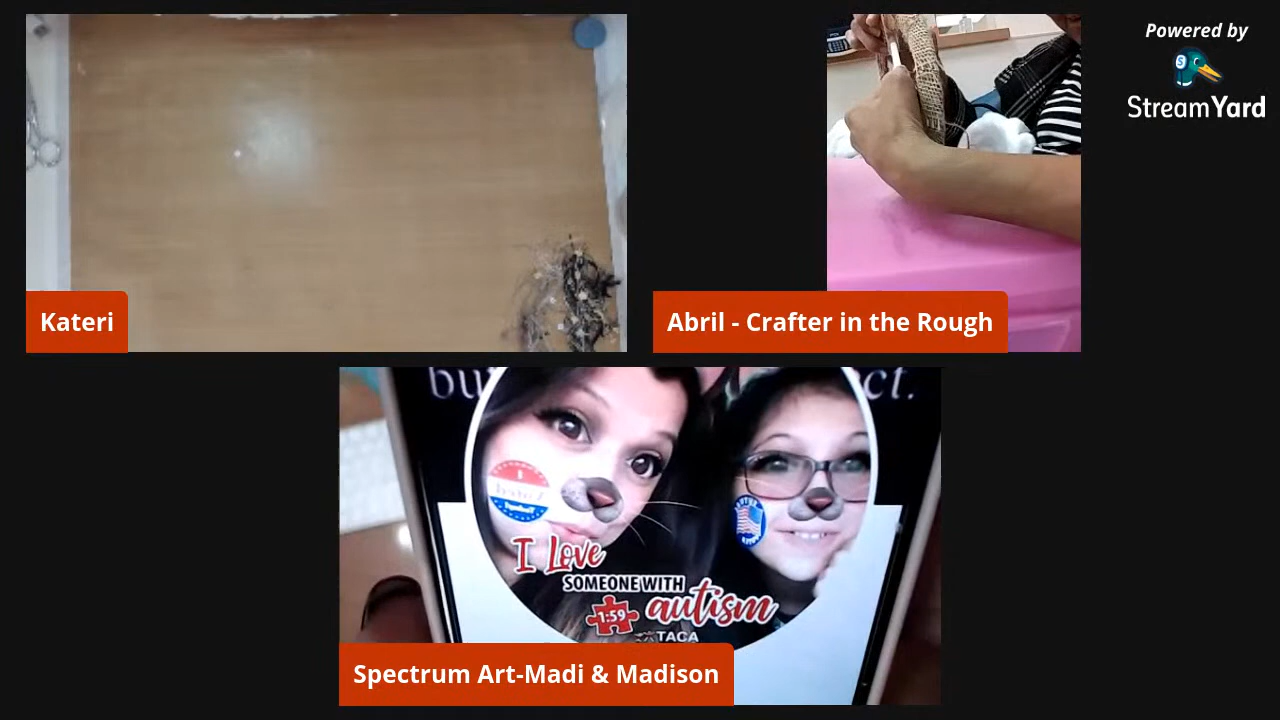 Powered by
StreamYard
Kateri
Abril - Crafter in the Rough
ct.
I Love
SOMEONE WITH
autism
1:59
TACA
Spectrum Art-Madi & Madison